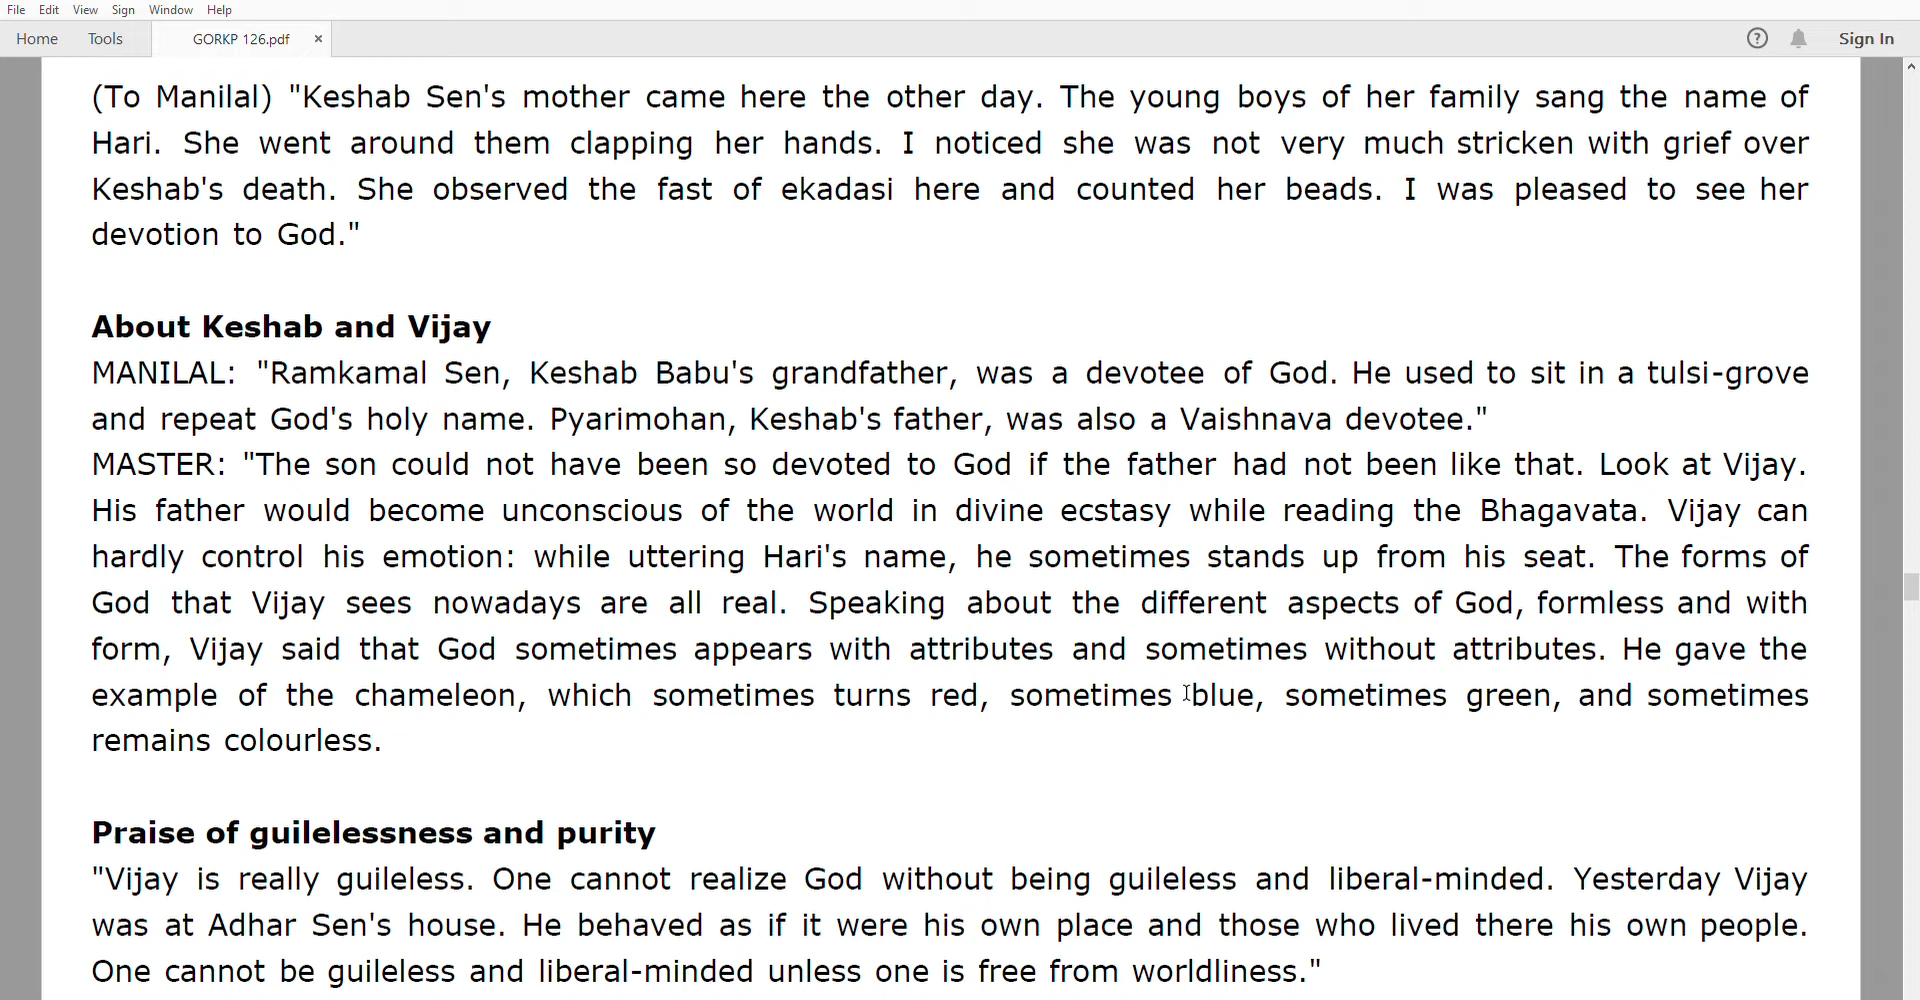 File Edit View Sign Window Help
Home Tools GORKP 126.pdf × ? Sign In
(To Manilal) "Keshab Sen's mother came here the other day. The young boys of her family sang the name of
Hari. She went around them clapping her hands. I noticed she was not very much stricken with grief over
Keshab's death. She observed the fast of ekadasi here and counted her beads. I was pleased to see her
devotion to God."
About Keshab and Vijay
MANILAL: "Ramkamal Sen, Keshab Babu's grandfather, was a devotee of God. He used to sit in a tulsi-grove
and repeat God's holy name. Pyarimohan, Keshab's father, was also a Vaishnava devotee."
MASTER: "The son could not have been so devoted to God if the father had not been like that. Look at Vijay.
His father would become unconscious of the world in divine ecstasy while reading the Bhagavata. Vijay can
hardly control his emotion: while uttering Hari's name, he sometimes stands up from his seat. The forms of
God that Vijay sees nowadays are all real. Speaking about the different aspects of God, formless and with
form, Vijay said that God sometimes appears with attributes and sometimes without attributes. He gave the
example of the chameleon, which sometimes turns red, sometimes blue, sometimes green, and sometimes
remains colourless.
Praise of guilelessness and purity
"Vijay is really guileless. One cannot realize God without being guileless and liberal-minded. Yesterday Vijay
was at Adhar Sen's house. He behaved as if it were his own place and those who lived there his own people.
One cannot be guileless and liberal-minded unless one is free from worldliness."